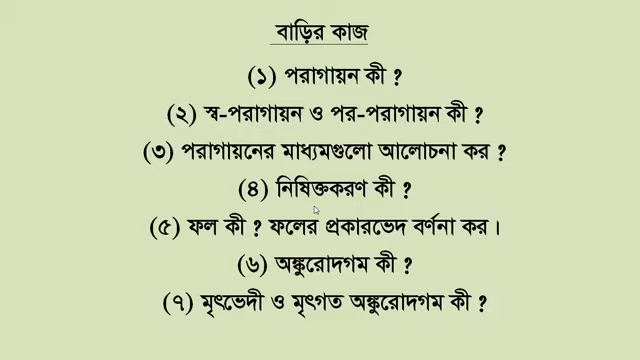 বাড়ির কাজ
(১) পরাগায়ন কী ?
(২) স্ব-পরাগায়ন ও পর-পরাগায়ন কী ?
(৩) পরাগায়নের মাধ্যমগুলো আলোচনা কর ?
(৪) নিষিক্তকরণ কী ?
(৫) ফল কী ? ফলের প্রকারভেদ বর্ণনা কর।
(৬) অঙ্কুরোদগম কী ?
(৭) মৃৎভেদী ও মৃৎগত অঙ্কুরোদগম কী ?